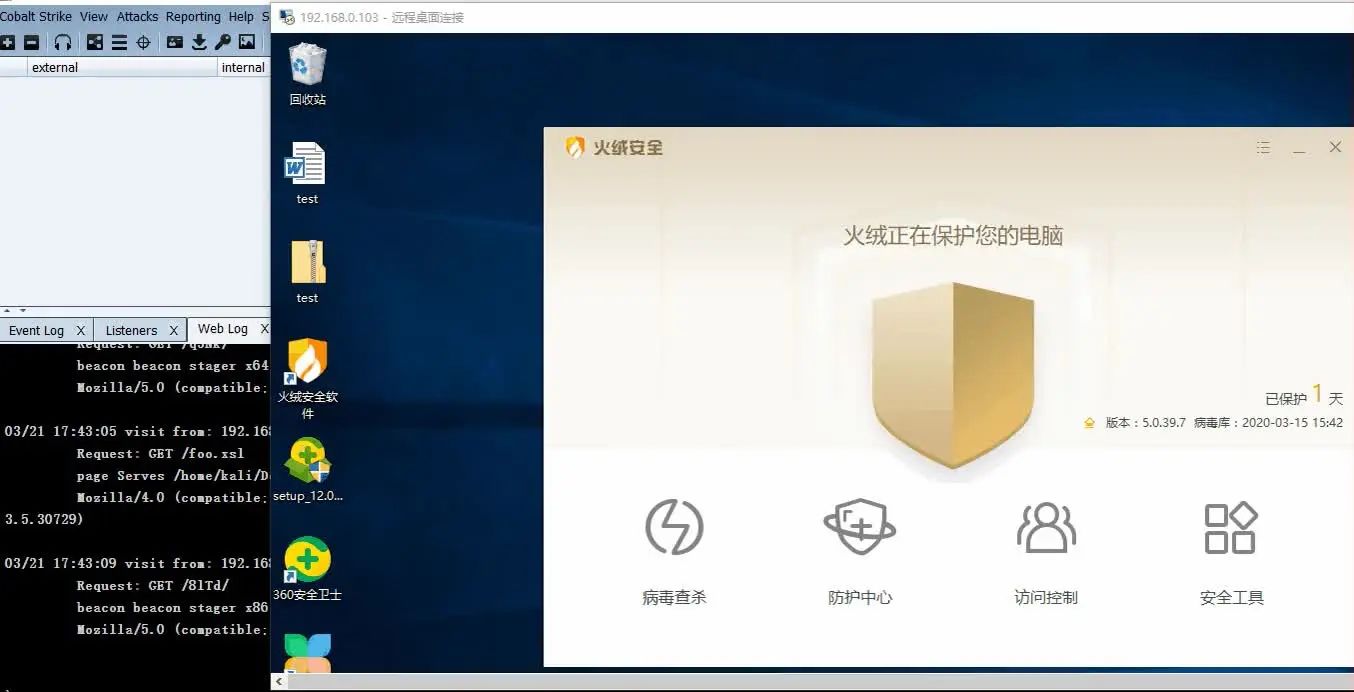 Cobalt Strike View Attacks Reporting Help S
external internal
Event Log X Listeners X Web Log X
Request: GET /q3Nk/
beacon beacon stager x64
Mozilla/5.0 (compatible;
03/21 17:43:05 visit from: 192.168
Request: GET /foo.xsl
page Serves /home/kali/D
Mozilla/4.0 (compatible;
3.5.30729)
03/21 17:43:09 visit from: 192.168
Request: GET /8lTd/
beacon beacon stager x86
Mozilla/5.0 (compatible;
192.168.0.103 - 远程桌面连接
回收站
test
test
火绒安全软
件
setup_12.0...
360安全卫士
火绒安全
火绒正在保护您的电脑
已保护 1 天
版本：5.0.39.7 病毒库：2020-03-15 15:42
病毒查杀 防护中心 访问控制 安全工具